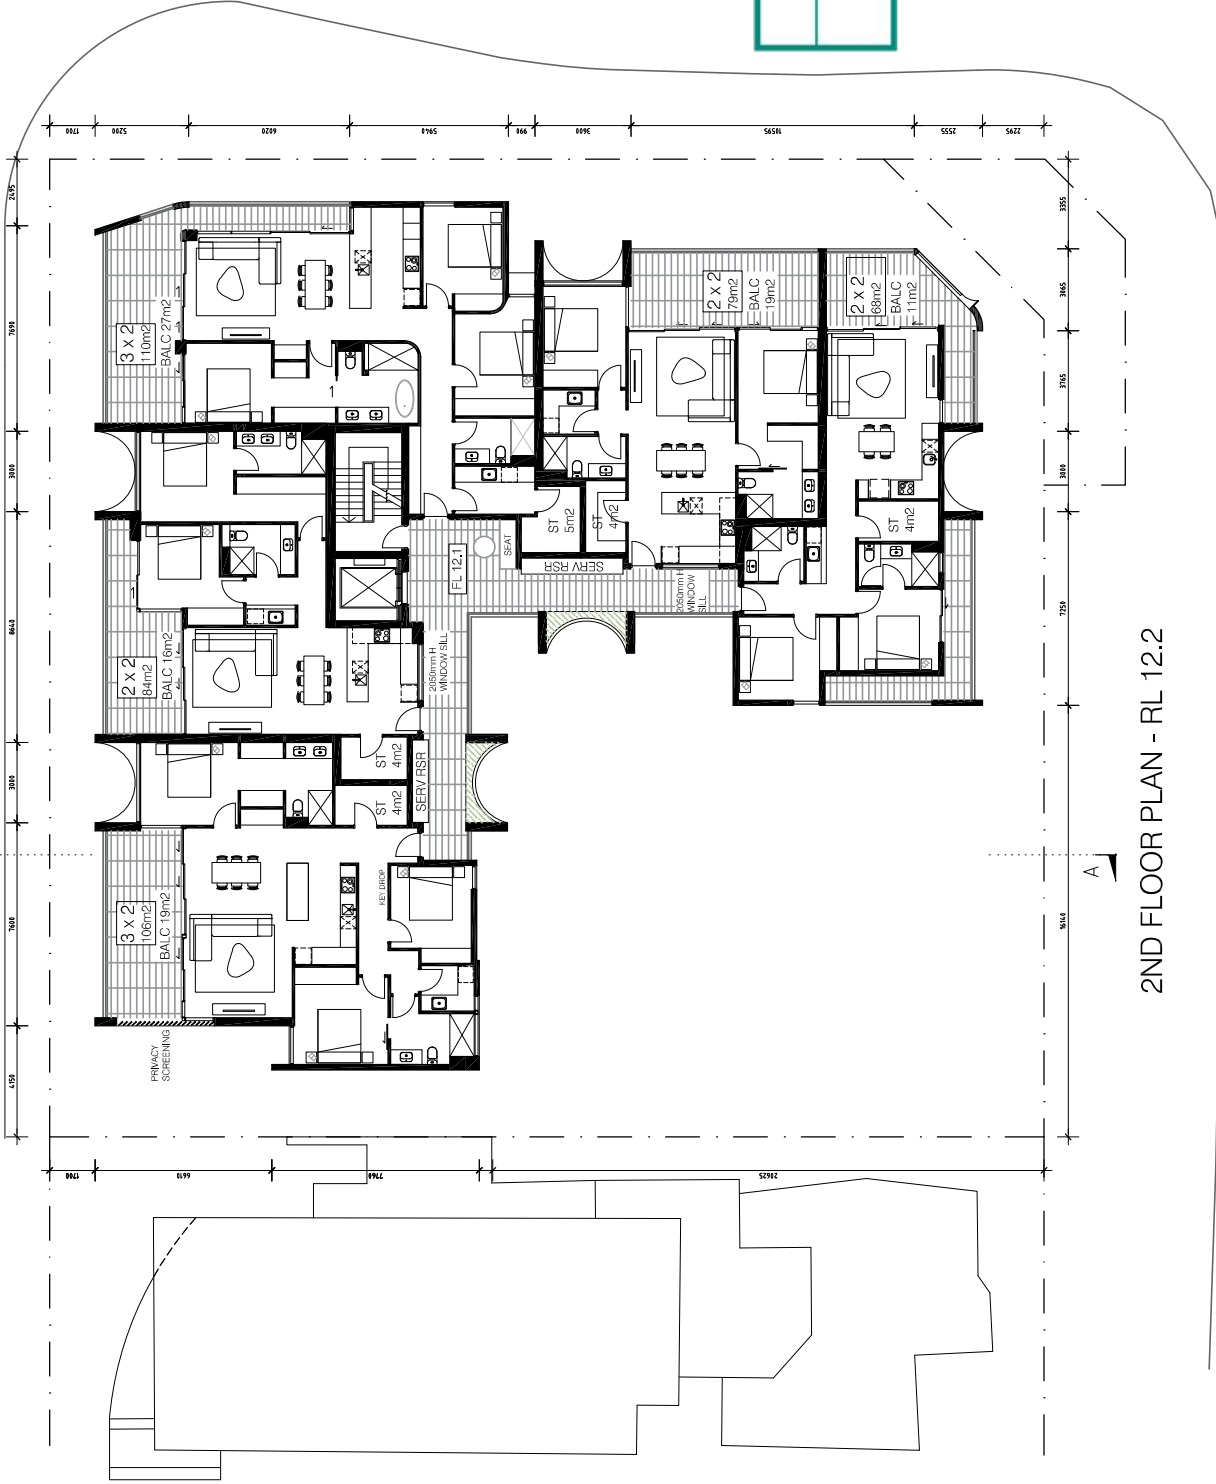 1700
5200
6020
5940
990
3600
10595
2555
2295
2495
7690
3000
8640
3000
7600
4150
3355
3465
3765
3000
7250
16140
3 x 2
110m2
BALC 27m2
2 x 2
79m2
BALC
19m2
2 x 2
68m2
BALC
11m2
ST
5m2
ST
4m2
ST
4m2
SEAT
FL 12.1
SERV RSR
2050mm H
WINDOW
SILL
2 x 2
84m2
BALC 16m2
2050mm H
WINDOW SILL
ST
4m2
ST
4m2
SERV RSR
KEY DROP
3 x 2
106m2
BALC 19m2
PRIVACY
SCREENING
A
2ND FLOOR PLAN - RL 12.2
1700
6610
7760
20625